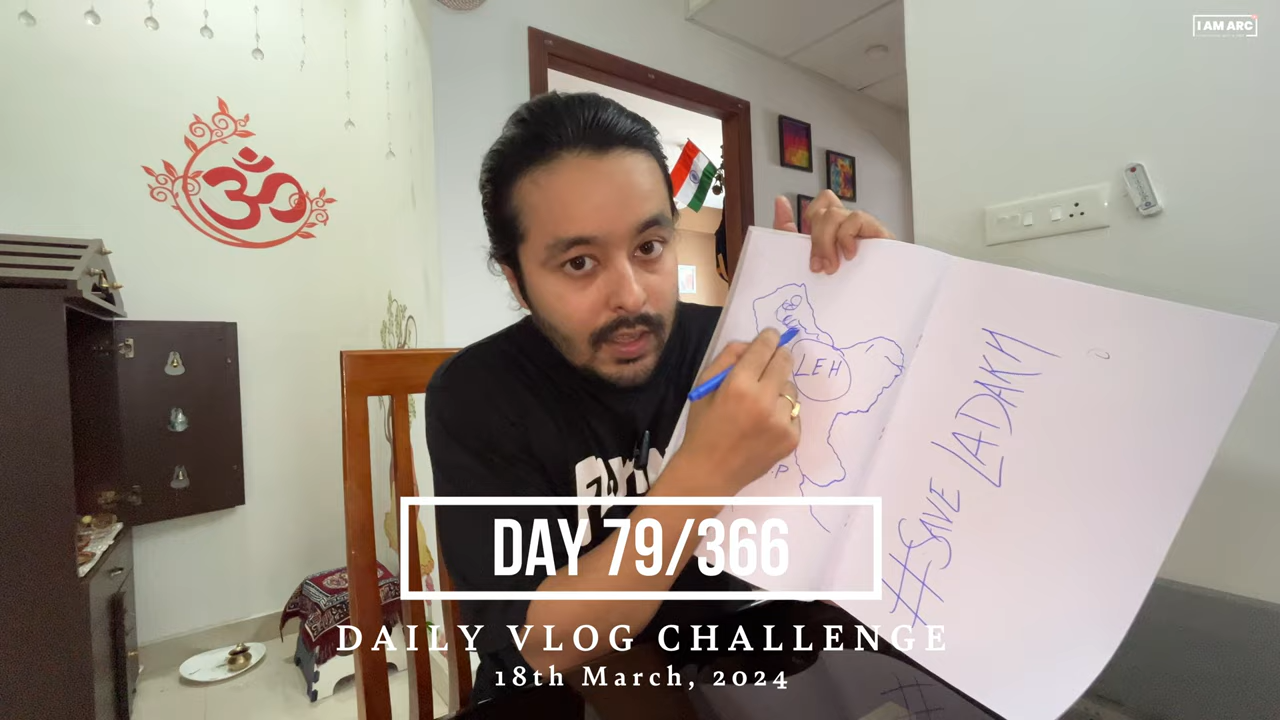 I AM ARC
ॐ
LEH
P
#SAVE LADAKH
DAY 79/366
DAILY VLOG CHALLENGE
18th March, 2024